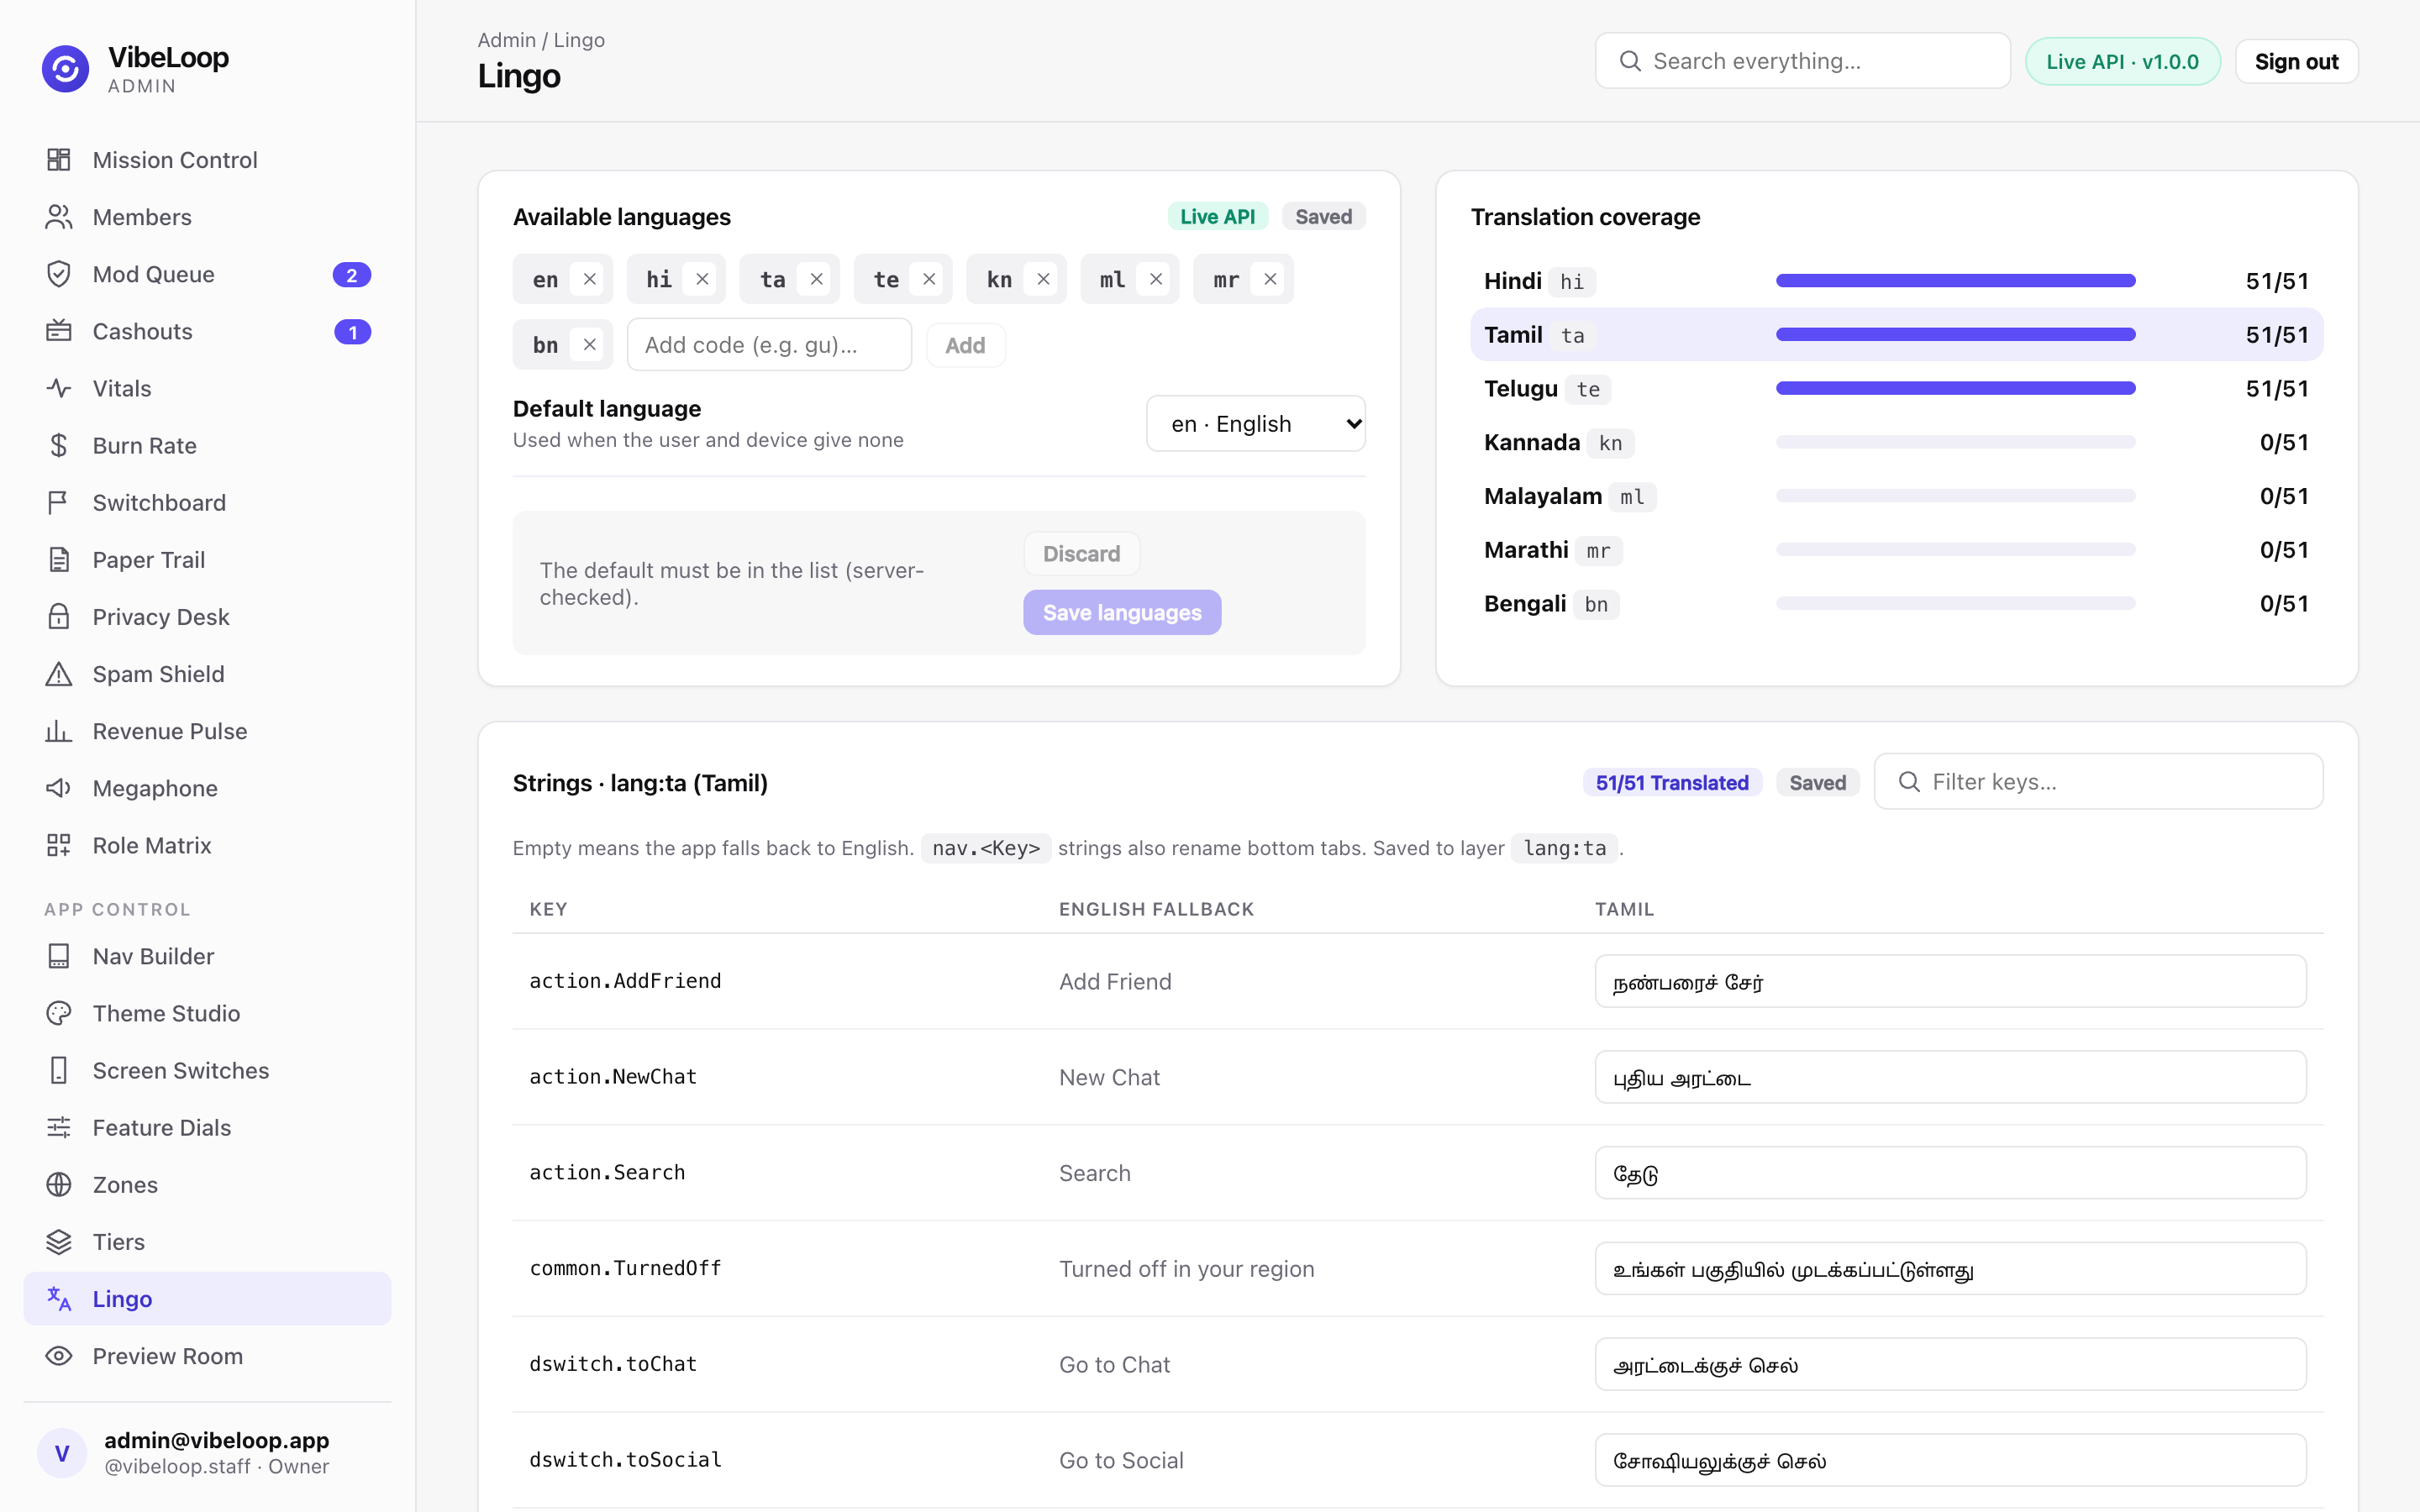 VibeLoop
ADMIN
Mission Control
Members
Mod Queue 2
Cashouts 1
Vitals
Burn Rate
Switchboard
Paper Trail
Privacy Desk
Spam Shield
Revenue Pulse
Megaphone
Role Matrix
APP CONTROL
Nav Builder
Theme Studio
Screen Switches
Feature Dials
Zones
Tiers
Lingo
Preview Room
V
admin@vibeloop.app
@vibeloop.staff · Owner
Admin / Lingo
Lingo
Search everything...
Live API · v1.0.0
Sign out
Available languages
Live API
Saved
en × hi × ta × te × kn × ml × mr ×
bn × Add code (e.g. gu)... Add
Default language
Used when the user and device give none
en · English
The default must be in the list (server-
checked).
Discard
Save languages
Translation coverage
Hindi hi 51/51
Tamil ta 51/51
Telugu te 51/51
Kannada kn 0/51
Malayalam ml 0/51
Marathi mr 0/51
Bengali bn 0/51
Strings · lang:ta (Tamil)
51/51 Translated
Saved
Filter keys...
Empty means the app falls back to English. nav.<Key> strings also rename bottom tabs. Saved to layer lang:ta.
KEY ENGLISH FALLBACK TAMIL
action.AddFriend Add Friend நண்பரைச் சேர்
action.NewChat New Chat புதிய அரட்டை
action.Search Search தேடு
common.TurnedOff Turned off in your region உங்கள் பகுதியில் முடக்கப்பட்டுள்ளது
dswitch.toChat Go to Chat அரட்டைக்குச் செல்
dswitch.toSocial Go to Social சோஷியலுக்குச் செல்